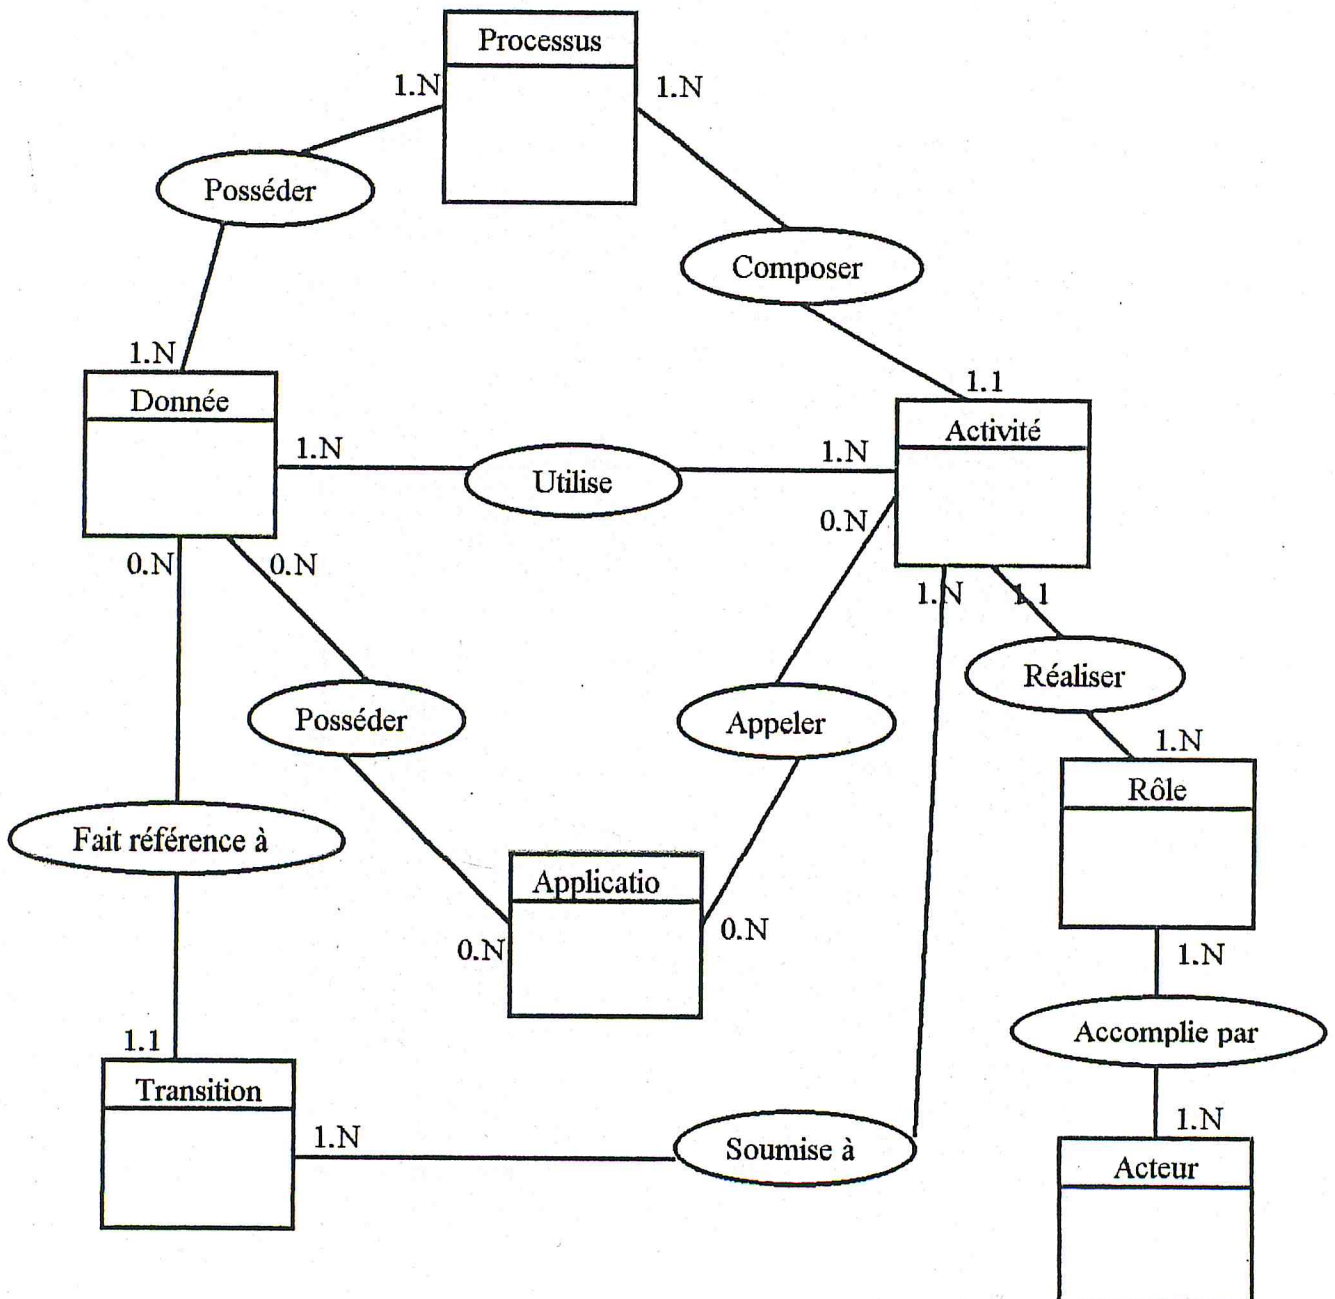 Processus
1.N
1.N
Posséder
Composer
1.N
1.1
Donnée
Activité
1.N
1.N
Utilise
0.N
0.N
0.N
1.N
1.1
Réaliser
Posséder
Appeler
1.N
Rôle
Fait référence à
Applicatio
0.N
0.N
1.N
Accomplie par
1.1
Transition
1.N
1.N
Soumise à
Acteur